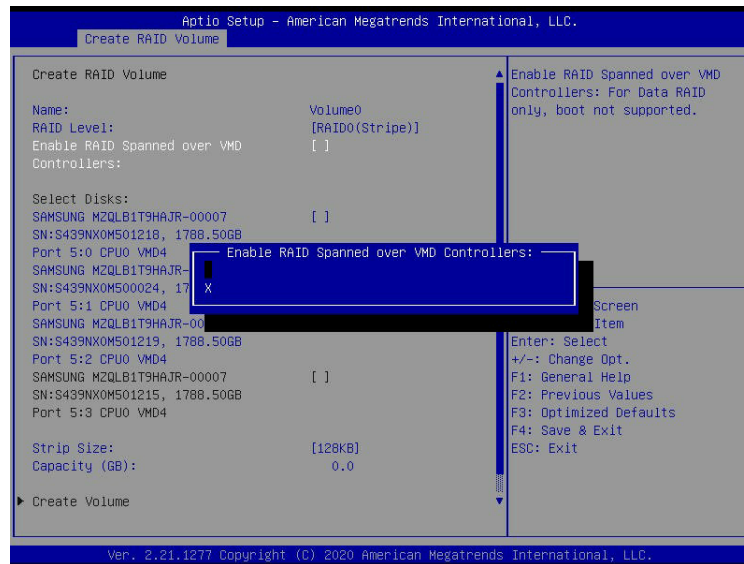 Aptio Setup – American Megatrends International, LLC.
Create RAID Volume
Create RAID Volume
Name: Volume0
RAID Level: [RAID0(Stripe)]
Enable RAID Spanned over VMD [ ]
Controllers:
Select Disks:
SAMSUNG MZQLB1T9HAJR-00007 [ ]
SN:S439NX0M501218, 1788.50GB
Port 5:0 CPU0 VMD4
SAMSUNG MZQLB1T9HAJR-
SN:S439NX0M500024, 17
Port 5:1 CPU0 VMD4
SAMSUNG MZQLB1T9HAJR-00
SN:S439NX0M501219, 1788.50GB
Port 5:2 CPU0 VMD4
SAMSUNG MZQLB1T9HAJR-00007 [ ]
SN:S439NX0M501215, 1788.50GB
Port 5:3 CPU0 VMD4
Strip Size: [128KB]
Capacity (GB): 0.0
Create Volume
Enable RAID Spanned over VMD Controllers:
X
Enable RAID Spanned over VMD
Controllers: For Data RAID
only, boot not supported.
Screen
Item
Enter: Select
+/-: Change Opt.
F1: General Help
F2: Previous Values
F3: Optimized Defaults
F4: Save & Exit
ESC: Exit
Ver. 2.21.1277 Copyright (C) 2020 American Megatrends International, LLC.